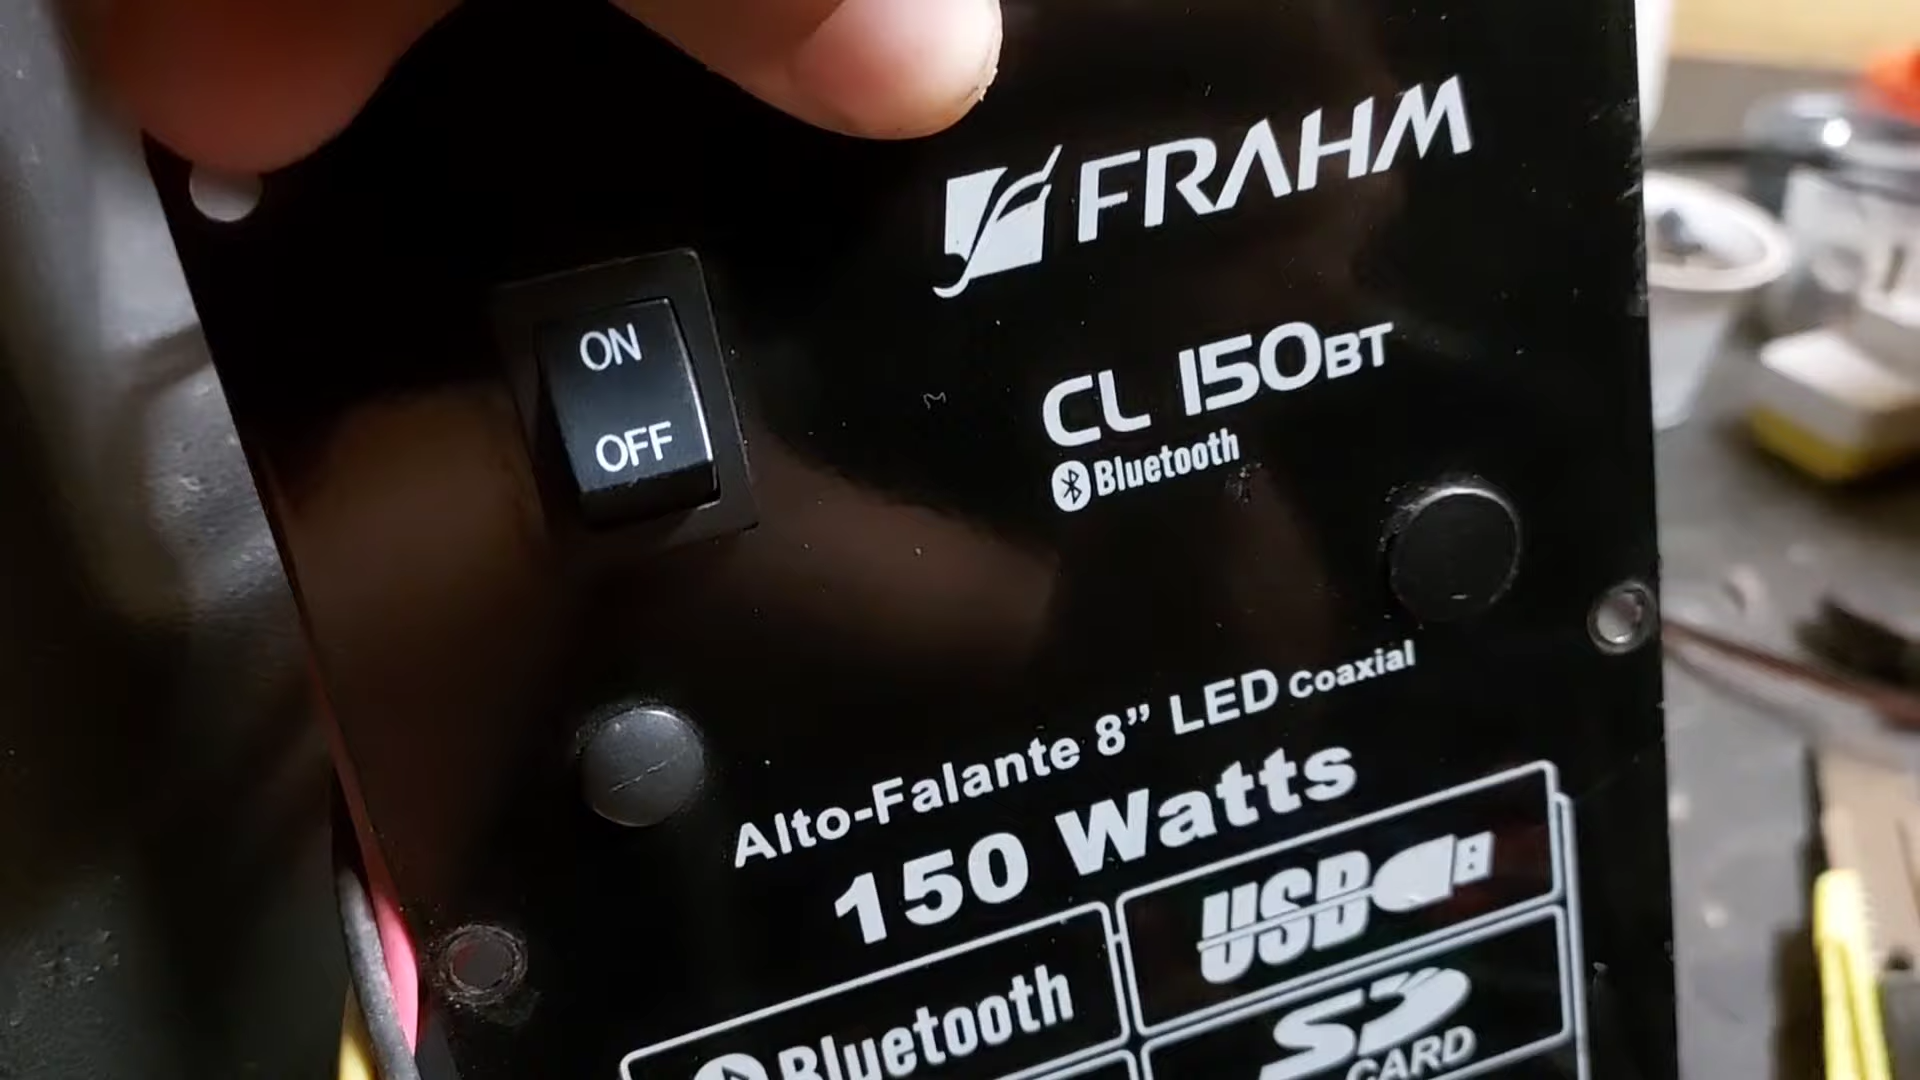 FRAHM
ON
OFF
CL 150BT
Bluetooth
Alto-Falante 8” LED Coaxial
150 Watts
USB
Bluetooth
SD
CARD